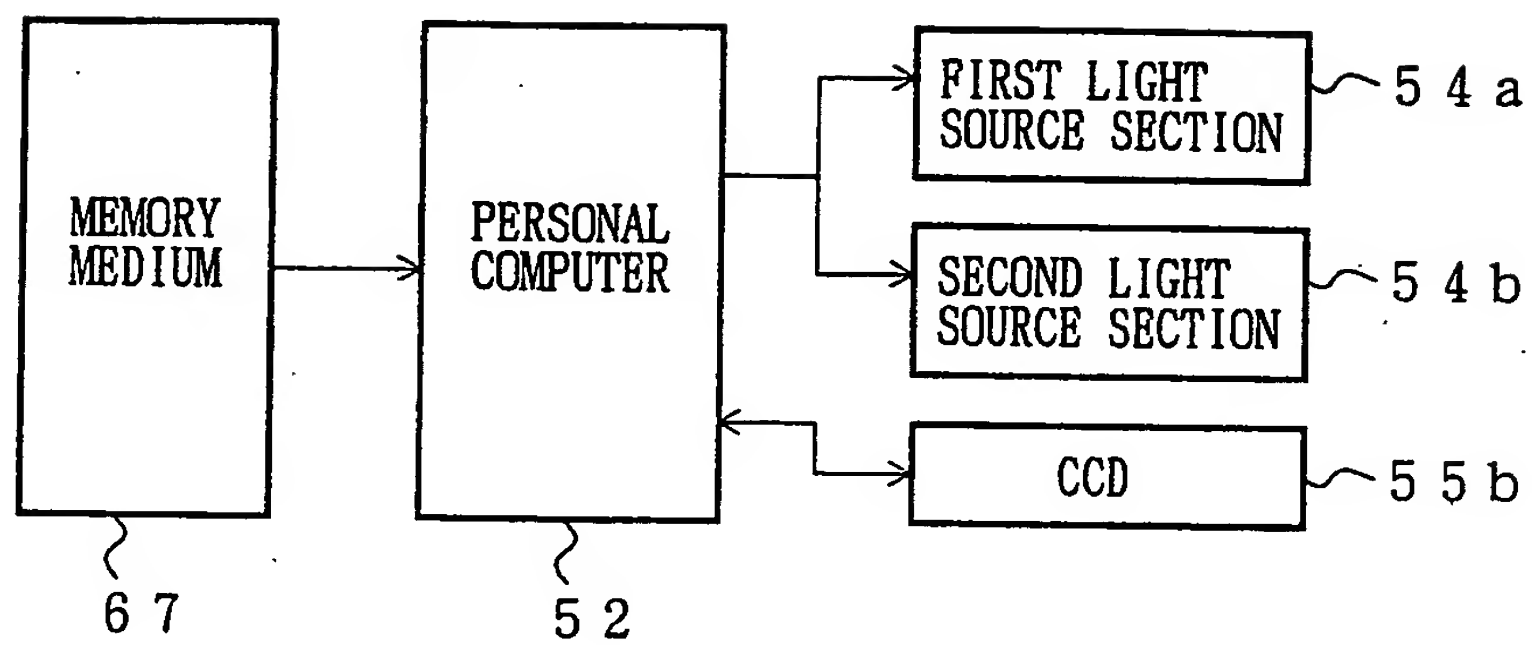 MEMORY
MEDIUM
67
PERSONAL
COMPUTER
52
FIRST LIGHT
SOURCE SECTION
54a
SECOND LIGHT
SOURCE SECTION
54b
CCD
55b